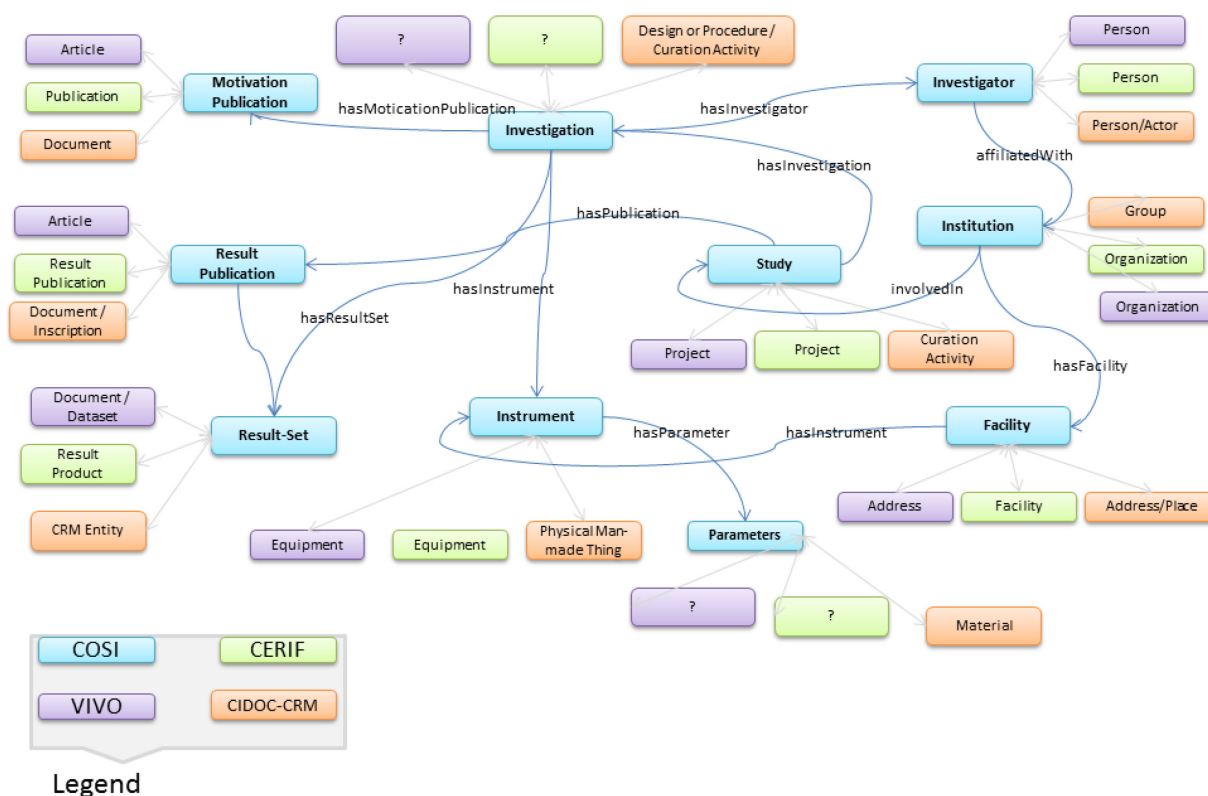 Article
Publication
Document
Motivation
Publication
hasMoticationPublication
?
?
Design or Procedure /
Curation Activity
Investigation
hasInvestigator
Investigator
Person
Person
Person/Actor
affiliatedWith
hasInvestigation
Article
Result
Publication
Document /
Inscription
Result
Publication
hasPublication
hasInstrument
hasResultSet
Study
involvedIn
Institution
Group
Organization
Organization
Project
Project
Curation
Activity
hasFacility
Document /
Dataset
Result
Product
CRM Entity
Result-Set
Instrument
hasParameter
hasInstrument
Facility
Address
Facility
Address/Place
Equipment
Equipment
Physical Man-
made Thing
Parameters
?
?
Material
COSI
CERIF
VIVO
CIDOC-CRM
Legend